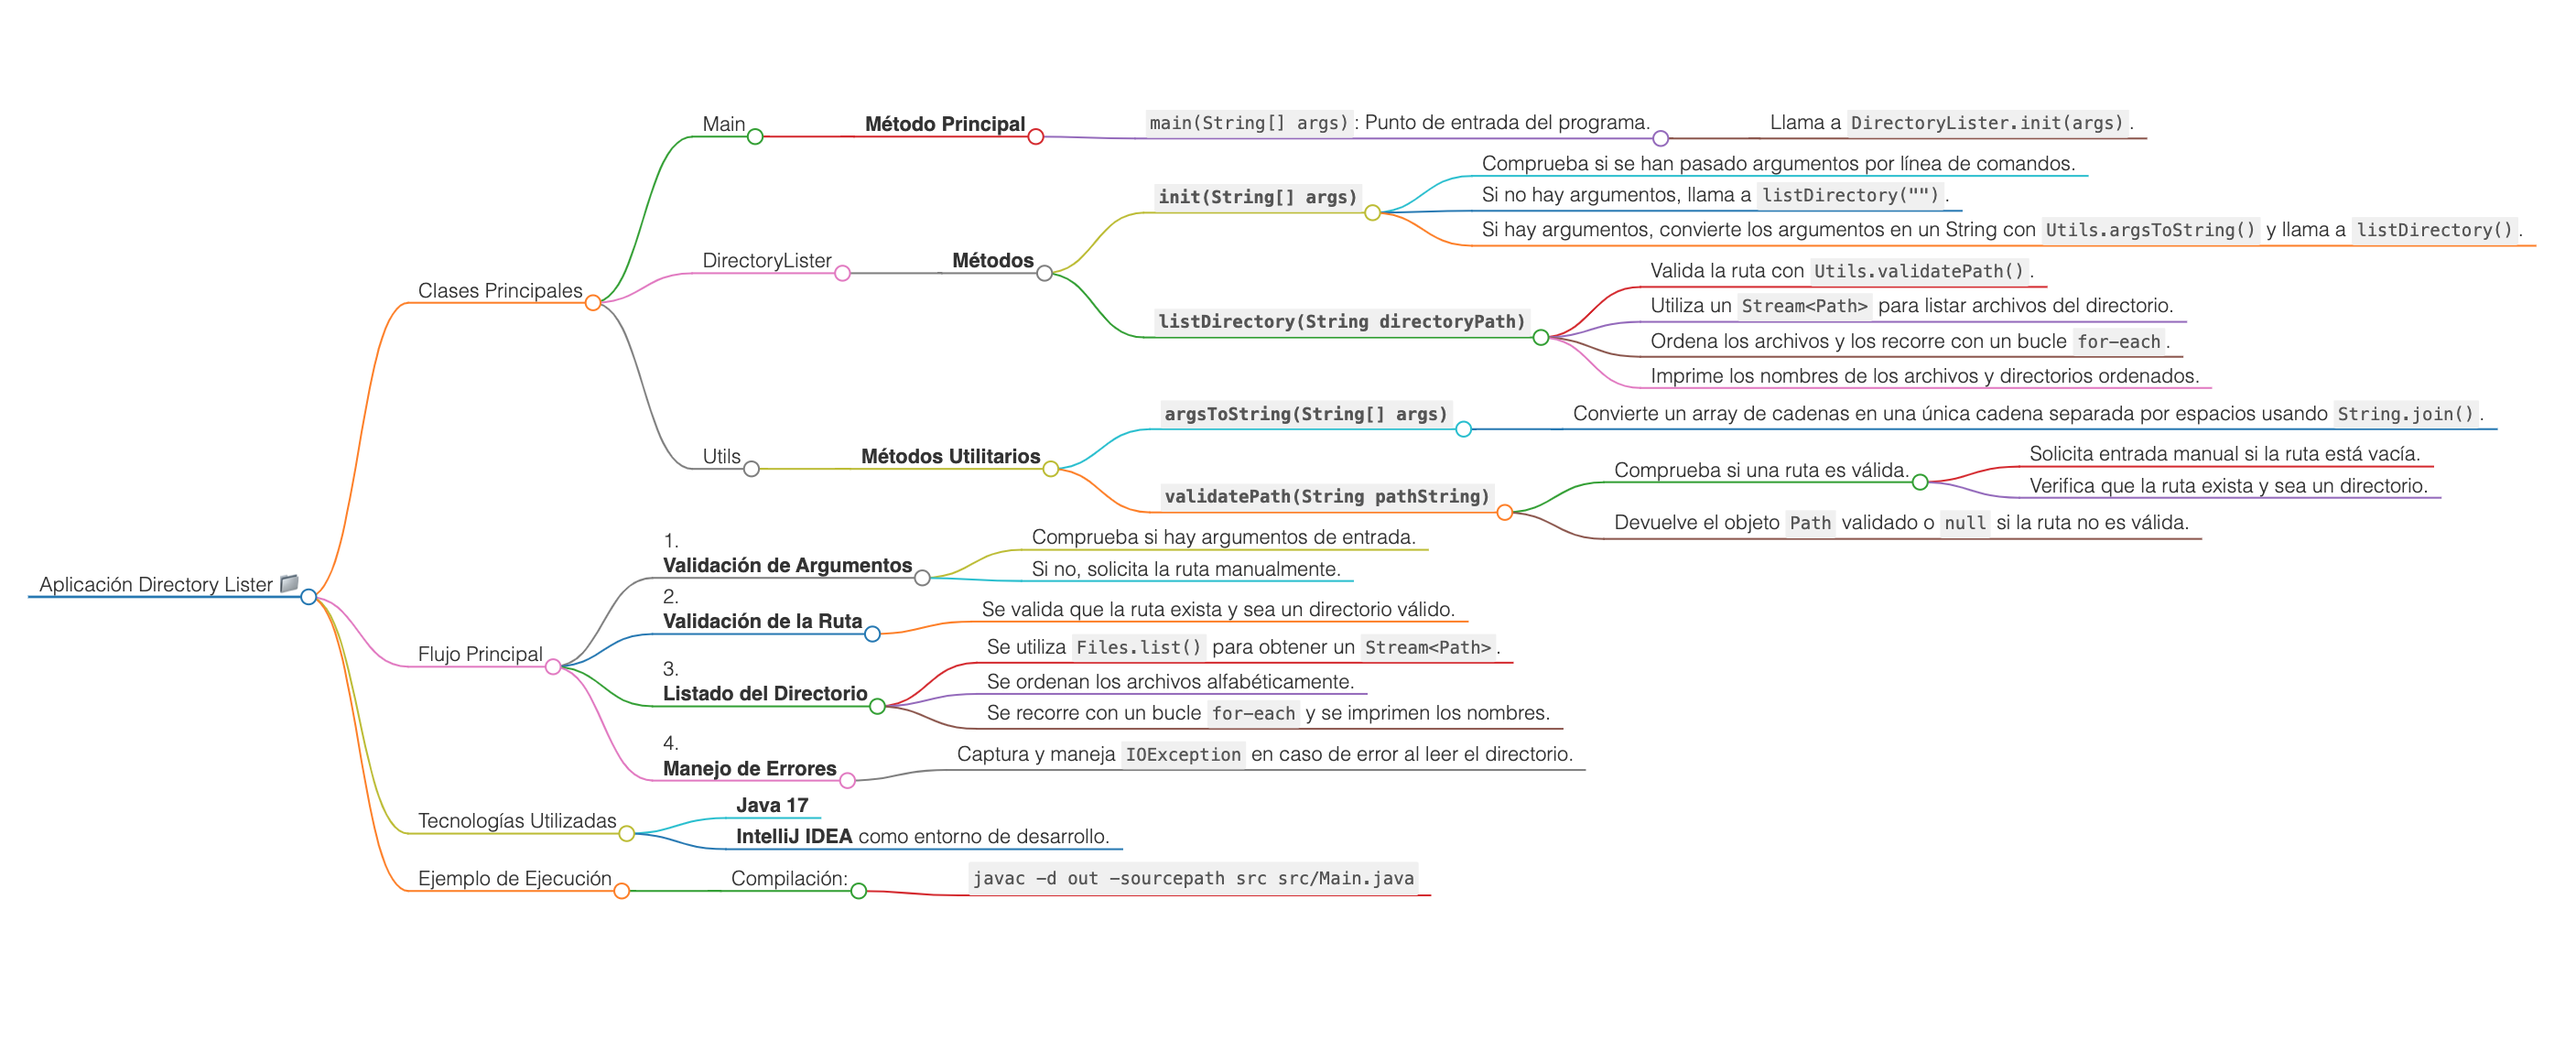 Aplicación Directory Lister
Clases Principales
Main
Método Principal
main(String[] args): Punto de entrada del programa.
Llama a DirectoryLister.init(args).
DirectoryLister
Métodos
init(String[] args)
Comprueba si se han pasado argumentos por línea de comandos.
Si no hay argumentos, llama a listDirectory("").
Si hay argumentos, convierte los argumentos en un String con Utils.argsToString() y llama a listDirectory().
listDirectory(String directoryPath)
Valida la ruta con Utils.validatePath().
Utiliza un Stream<Path> para listar archivos del directorio.
Ordena los archivos y los recorre con un bucle for-each.
Imprime los nombres de los archivos y directorios ordenados.
Utils
Métodos Utilitarios
argsToString(String[] args)
Convierte un array de cadenas en una única cadena separada por espacios usando String.join().
validatePath(String pathString)
Comprueba si una ruta es válida.
Solicita entrada manual si la ruta está vacía.
Verifica que la ruta exista y sea un directorio.
Devuelve el objeto Path validado o null si la ruta no es válida.
Flujo Principal
1.
Validación de Argumentos
Comprueba si hay argumentos de entrada.
Si no, solicita la ruta manualmente.
2.
Validación de la Ruta
Se valida que la ruta exista y sea un directorio válido.
3.
Listado del Directorio
Se utiliza Files.list() para obtener un Stream<Path>.
Se ordenan los archivos alfabéticamente.
Se recorre con un bucle for-each y se imprimen los nombres.
4.
Manejo de Errores
Captura y maneja IOException en caso de error al leer el directorio.
Tecnologías Utilizadas
Java 17
IntelliJ IDEA como entorno de desarrollo.
Ejemplo de Ejecución
Compilación:
javac -d out -sourcepath src src/Main.java